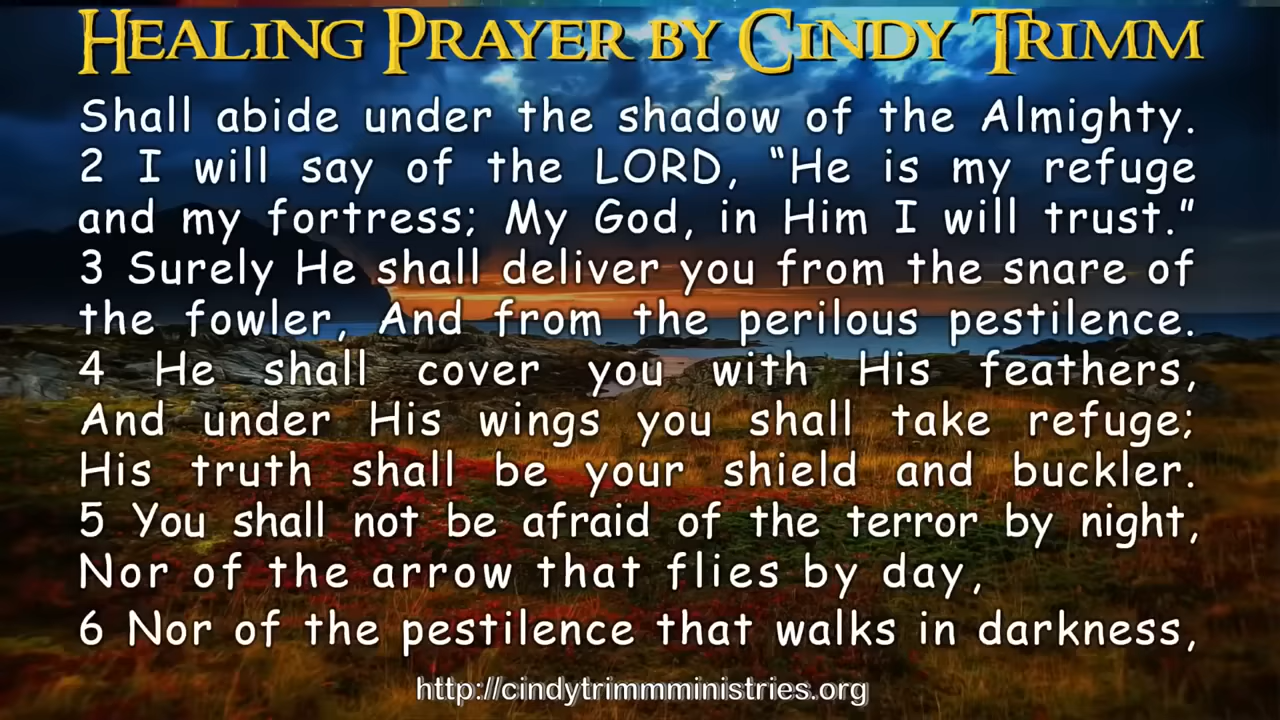 Healing Prayer by Cindy Trimm
Shall abide under the shadow of the Almighty.
2 I will say of the LORD, “He is my refuge
and my fortress; My God, in Him I will trust.”
3 Surely He shall deliver you from the snare of
the fowler, And from the perilous pestilence.
4 He shall cover you with His feathers,
And under His wings you shall take refuge;
His truth shall be your shield and buckler.
5 You shall not be afraid of the terror by night,
Nor of the arrow that flies by day,
6 Nor of the pestilence that walks in darkness,
http://cindytrimmministries.org